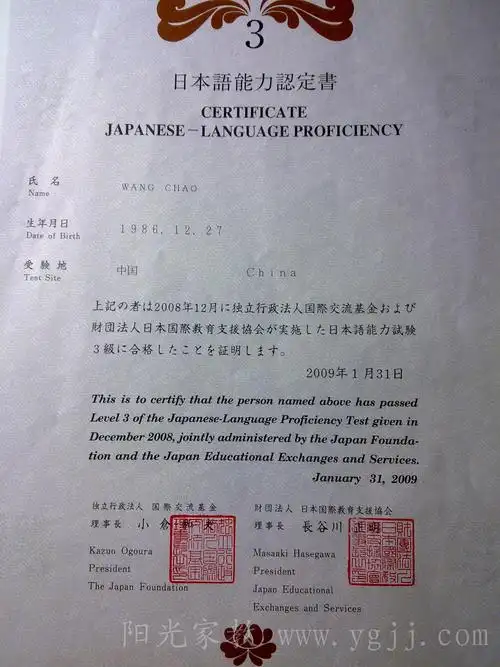 3
日本語能力認定書
CERTIFICATE
JAPANESE－LANGUAGE PROFICIENCY
氏名 WANG CHAO
Name
生年月日 1986.12.27
Date of Birth
受験地 中国 China
Test Site
上記の者は2008年12月に独立行政法人国際交流基金および
財団法人日本国際教育支援協会が実施した日本語能力試験
3級に合格したことを証明します。
2009年1月31日
This is to certify that the person named above has passed
Level 3 of the Japanese-Language Proficiency Test given in
December 2008, jointly administered by the Japan Founda-
tion and the Japan Educational Exchanges and Services.
January 31, 2009
独立行政法人 国際交流基金
理事長 小倉和夫
Kazuo Ogoura
President
The Japan Foundation
財団法人 日本国際教育支援協会
理事長 長谷川正明
Masaaki Hasegawa
President
Japan Educational
Exchanges and Services
阳光家教 www.ygjj.com